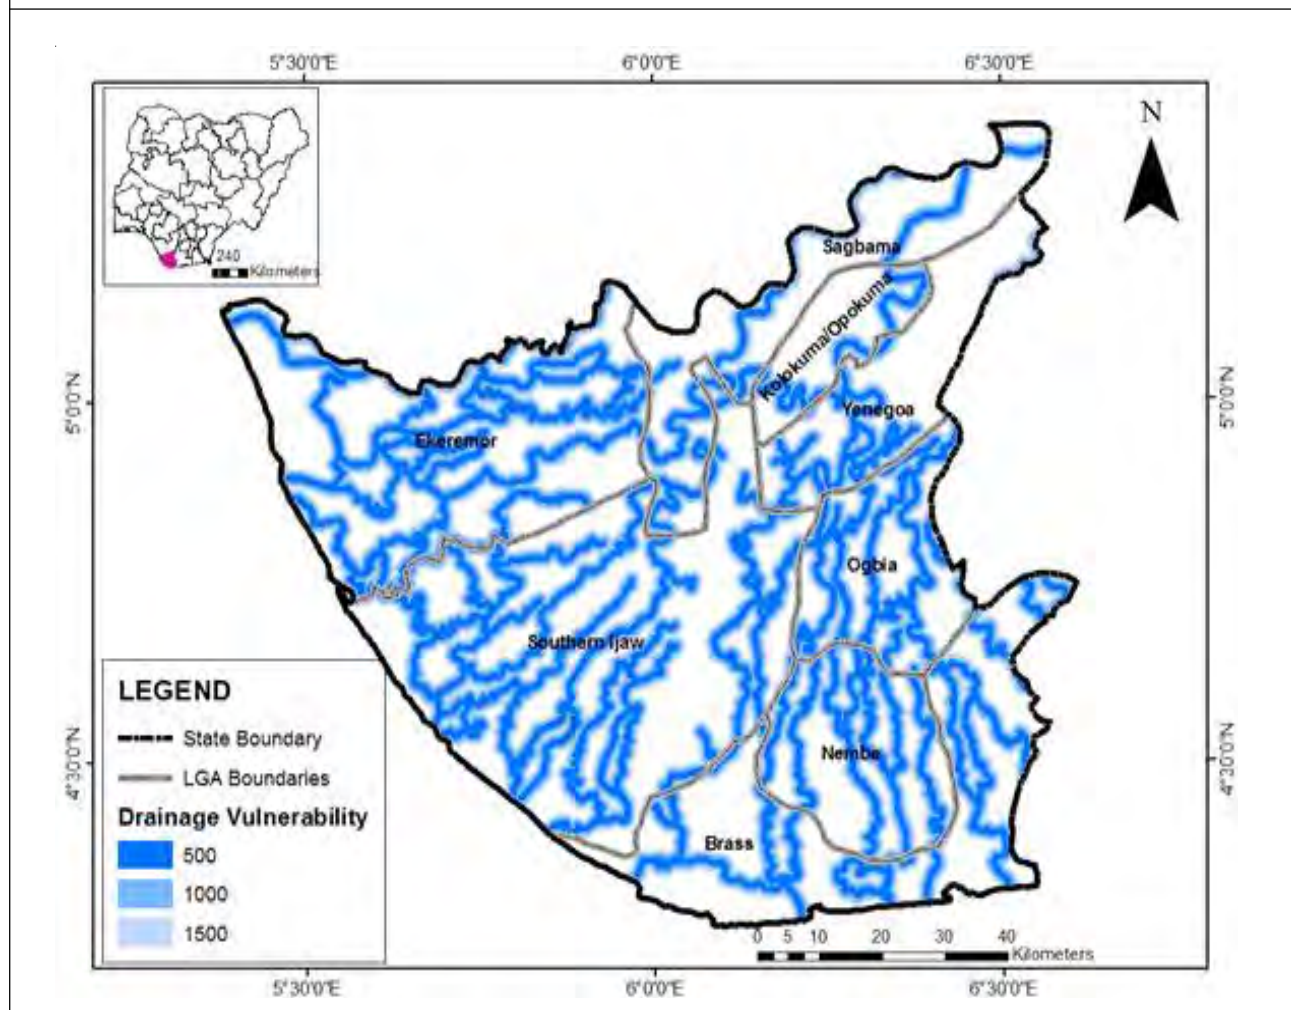 5°30'0"E 6°0'0"E 6°30'0"E
N
240
Kilometers
Sagbama
Kolokuma/Opokuma
5°0'0"N
5°0'0"N
Yenegoa
Ekeremor
Ogbia
Southern Ijaw
LEGEND
State Boundary
LGA Boundaries
Drainage Vulnerability
500
1000
1500
4°30'0"N
4°30'0"N
Nembe
Brass
0 5 10 20 30 40
Kilometers
5°30'0"E 6°0'0"E 6°30'0"E